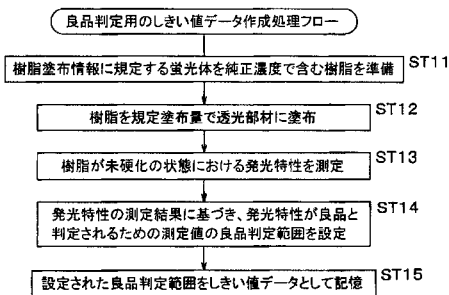 良品判定用のしきい値データ作成処理フロー
ST11
樹脂塗布情報に規定する蛍光体を純正濃度で含む樹脂を準備
ST12
樹脂を規定塗布量で透光部材に塗布
ST13
樹脂が未硬化の状態における発光特性を測定
ST14
発光特性の測定結果に基づき、発光特性が良品と
判定されるための測定値の良品判定範囲を設定
ST15
設定された良品判定範囲をしきい値データとして記憶